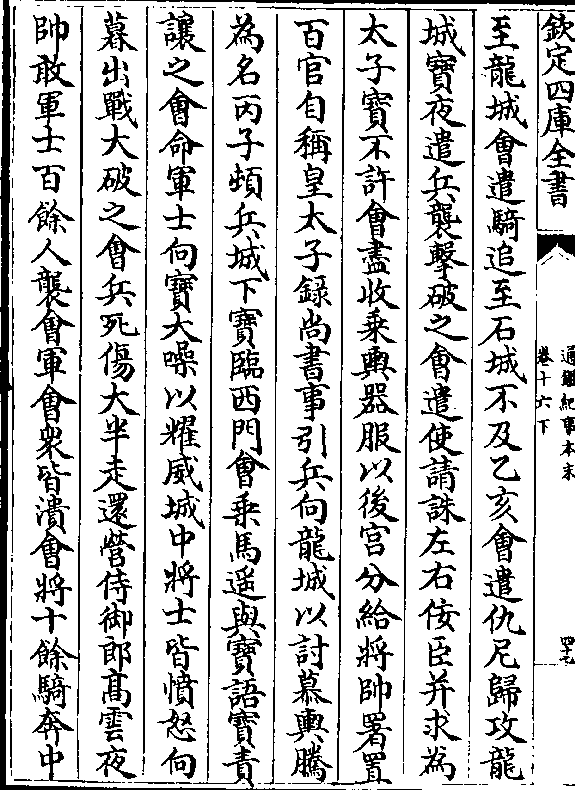 欽定四庫全書
通鑑紀事本末
卷十六下
四十七
至龍城會遣騎追至石城不及乙亥會遣仇尼歸攻龍
城寶夜遣兵襲擊破之會遣使請誅左右佞臣并求為
太子寶不許會盡收乗輿器服以後宫分給將帥署置
百官自稱皇太子録尚書事引兵向龍城以討慕輿騰
為名丙子頓兵城下寶臨西門會乗馬遥與寶語寶責
讓之會命軍士向寶大噪以耀威城中將士皆憤怒向
暮出戰大破之會兵死傷大半走還營侍御郎髙雲夜
帥敢軍士百餘人襲會軍會衆皆潰會將十餘騎奔中